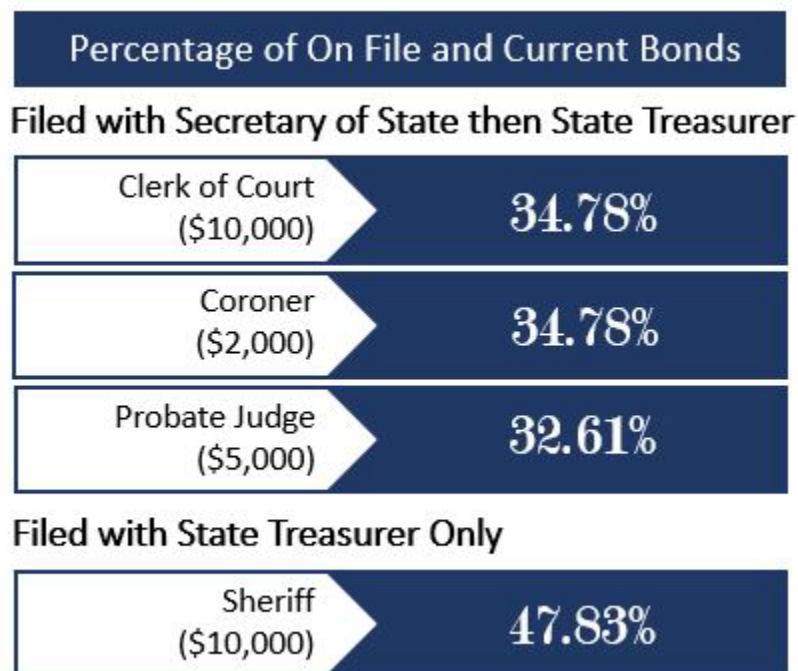 Percentage of On File and Current Bonds
Filed with Secretary of State then State Treasurer
Clerk of Court
($10,000)
34.78%
Coroner
($2,000)
34.78%
Probate Judge
($5,000)
32.61%
Filed with State Treasurer Only
Sheriff
($10,000)
47.83%